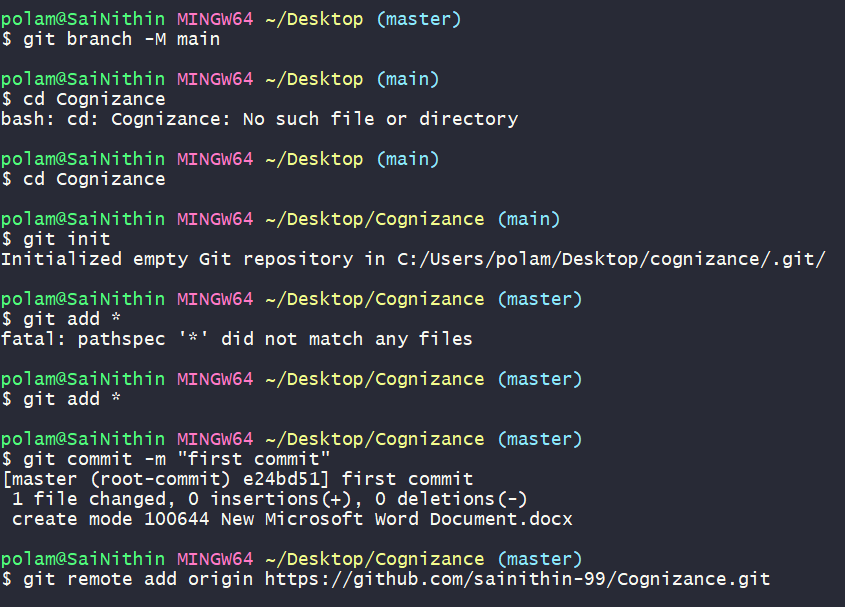 polam@SaiNithin MINGW64 ~/Desktop (master)
$ git branch -M main
polam@SaiNithin MINGW64 ~/Desktop (main)
$ cd Cognizance
bash: cd: Cognizance: No such file or directory
polam@SaiNithin MINGW64 ~/Desktop (main)
$ cd Cognizance
polam@SaiNithin MINGW64 ~/Desktop/Cognizance (main)
$ git init
Initialized empty Git repository in C:/Users/polam/Desktop/cognizance/.git/
polam@SaiNithin MINGW64 ~/Desktop/Cognizance (master)
$ git add *
fatal: pathspec '*' did not match any files
polam@SaiNithin MINGW64 ~/Desktop/Cognizance (master)
$ git add *
polam@SaiNithin MINGW64 ~/Desktop/Cognizance (master)
$ git commit -m "first commit"
[master (root-commit) e24bd51] first commit
1 file changed, 0 insertions(+), 0 deletions(-)
create mode 100644 New Microsoft Word Document.docx
polam@SaiNithin MINGW64 ~/Desktop/Cognizance (master)
$ git remote add origin https://github.com/sainithin-99/Cognizance.git